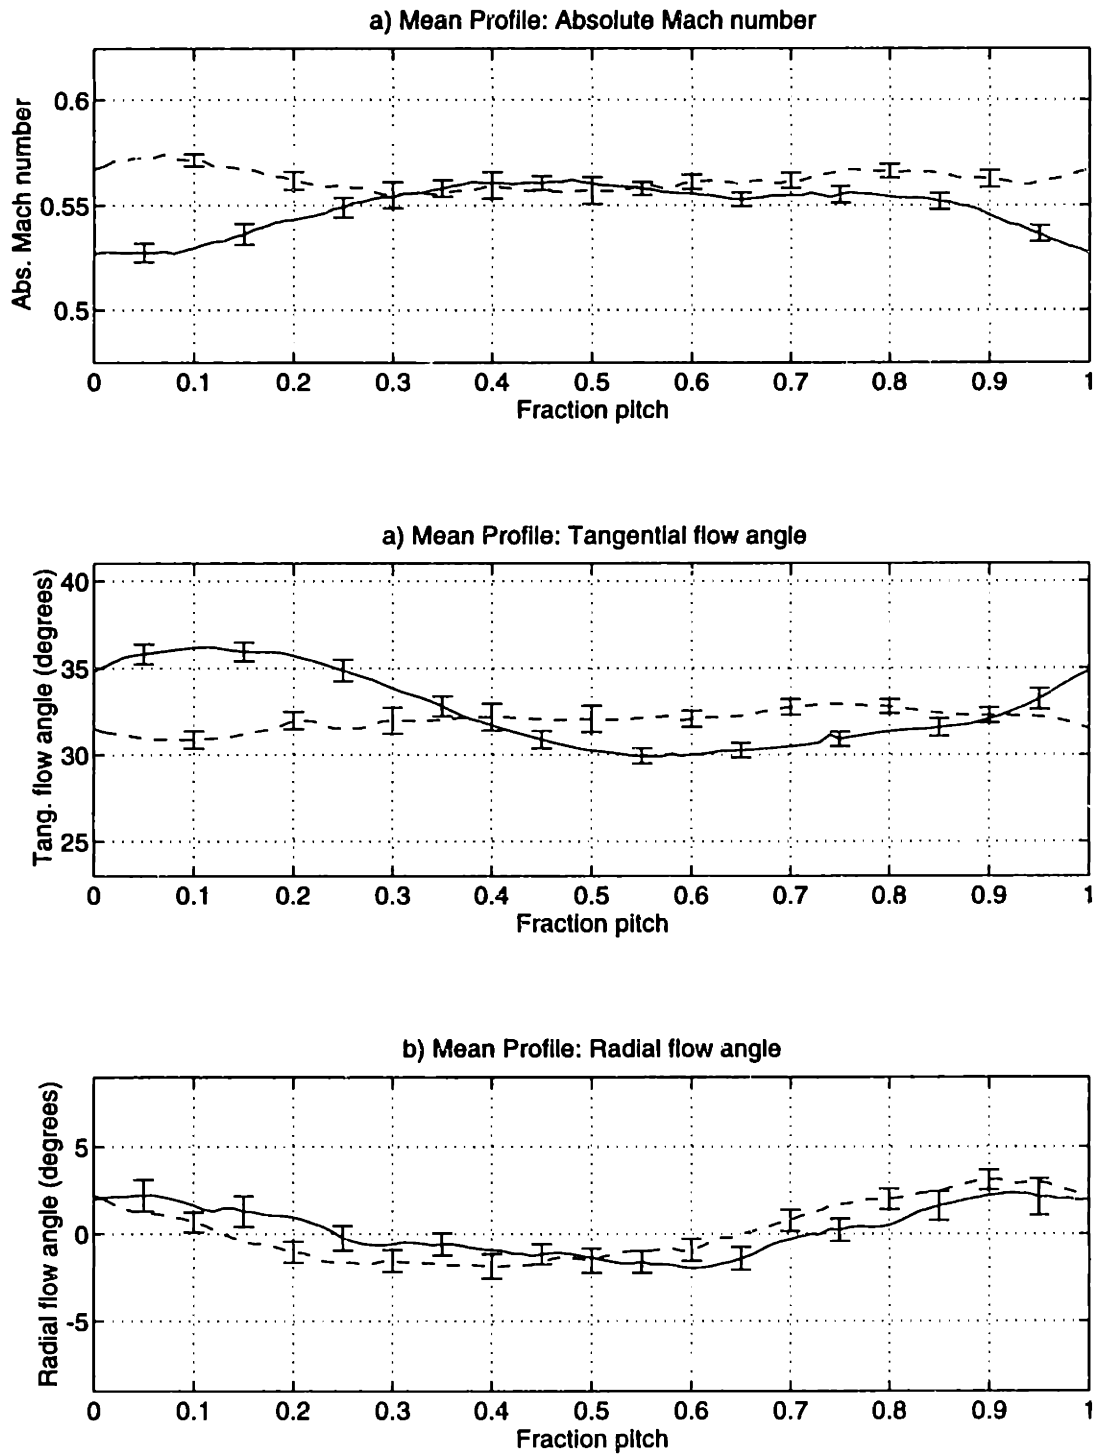 a) Mean Profile: Absolute Mach number
Abs. Mach number
0.6
0.55
0.5
0 0.1 0.2 0.3 0.4 0.5 0.6 0.7 0.8 0.9 1
Fraction pitch
a) Mean Profile: Tangential flow angle
Tang. flow angle (degrees)
40
35
30
25
0 0.1 0.2 0.3 0.4 0.5 0.6 0.7 0.8 0.9 1
Fraction pitch
b) Mean Profile: Radial flow angle
Radial flow angle (degrees)
5
0
-5
0 0.1 0.2 0.3 0.4 0.5 0.6 0.7 0.8 0.9 1
Fraction pitch